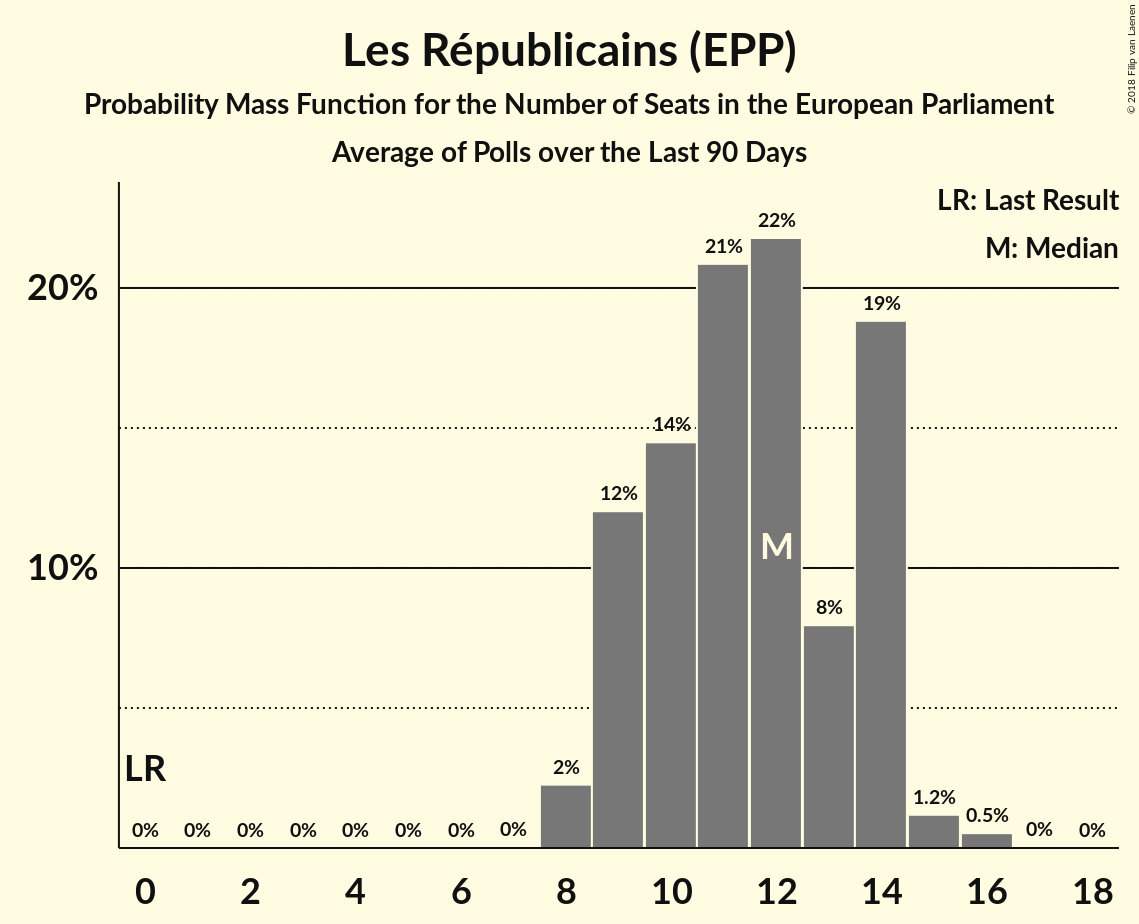 Les Républicains (EPP)
Probability Mass Function for the Number of Seats in the European Parliament
Average of Polls over the Last 90 Days
© 2018 Filip van Laenen
LR: Last Result
M: Median
20%
10%
LR
0%
0%
0%
0%
0%
0%
0%
0%
2%
12%
14%
21%
22%
M
8%
19%
1.2%
0.5%
0%
0%
0 2 4 6 8 10 12 14 16 18